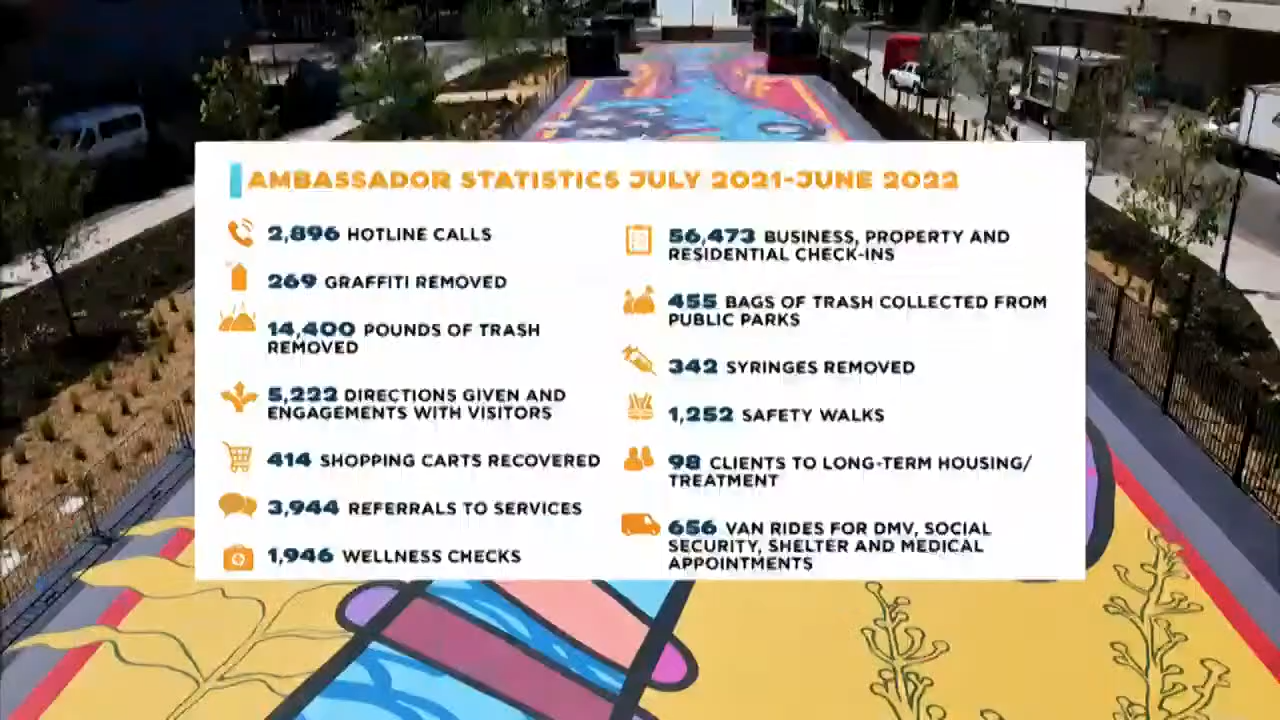 AMBASSADOR STATISTICS JULY 2021-JUNE 2022
2,896 HOTLINE CALLS
269 GRAFFITI REMOVED
14,400 POUNDS OF TRASH
REMOVED
5,222 DIRECTIONS GIVEN AND
ENGAGEMENTS WITH VISITORS
414 SHOPPING CARTS RECOVERED
3,944 REFERRALS TO SERVICES
1,946 WELLNESS CHECKS
56,473 BUSINESS, PROPERTY AND
RESIDENTIAL CHECK-INS
455 BAGS OF TRASH COLLECTED FROM
PUBLIC PARKS
342 SYRINGES REMOVED
1,252 SAFETY WALKS
98 CLIENTS TO LONG-TERM HOUSING/
TREATMENT
656 VAN RIDES FOR DMV, SOCIAL
SECURITY, SHELTER AND MEDICAL
APPOINTMENTS